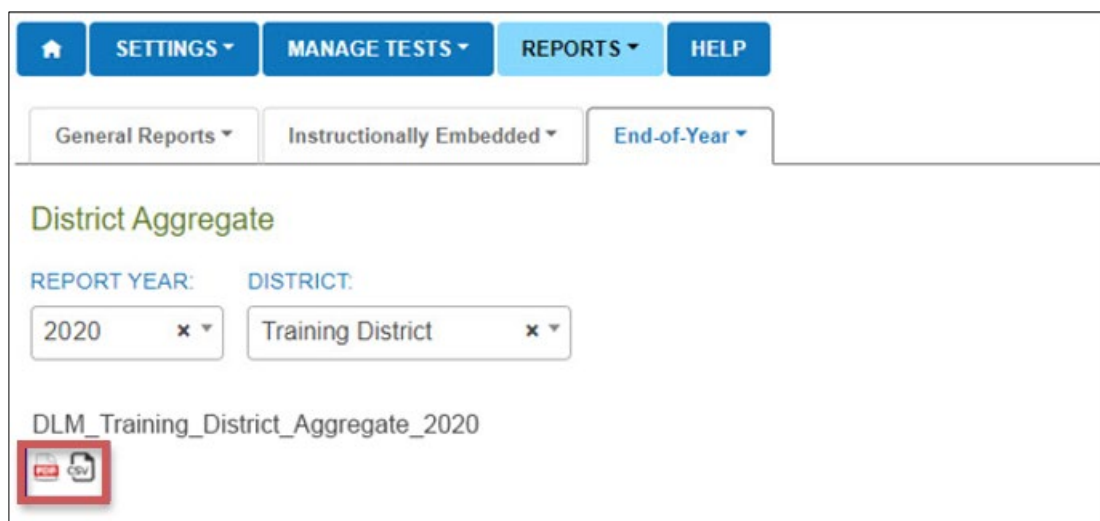 SETTINGS MANAGE TESTS REPORTS HELP
General Reports Instructionally Embedded End-of-Year
District Aggregate
REPORT YEAR: DISTRICT:
2020 Training District
DLM_Training_District_Aggregate_2020
PDF CSV